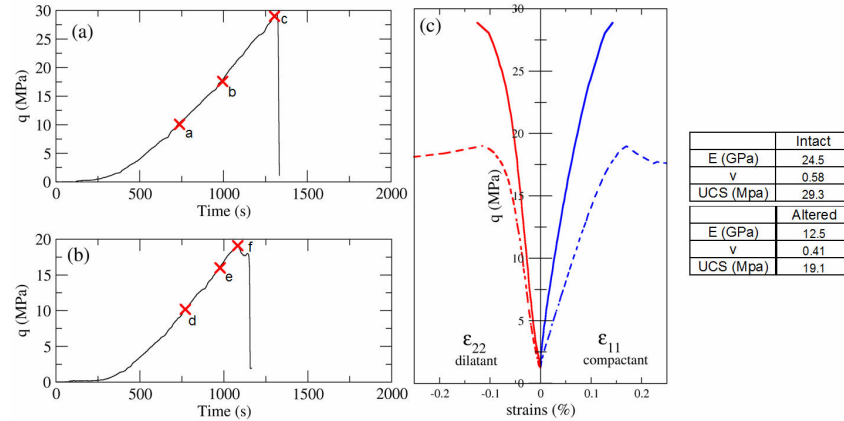 (a)
30
25
20
15
10
5
0
q (MPa)
a
b
c
0 500 1000 1500 2000
Time (s)
(b)
20
15
10
5
0
q (MPa)
d
e
f
0 500 1000 1500 2000
Time (s)
(c)
30
25
20
q (MPa)
15
10
5
0
ε22
dilatant
ε11
compactant
-0.2 -0.1 0 0.1 0.2
strains (%)
Intact
E (GPa) 24.5
v 0.58
UCS (Mpa) 29.3
Altered
E (GPa) 12.5
v 0.41
UCS (Mpa) 19.1